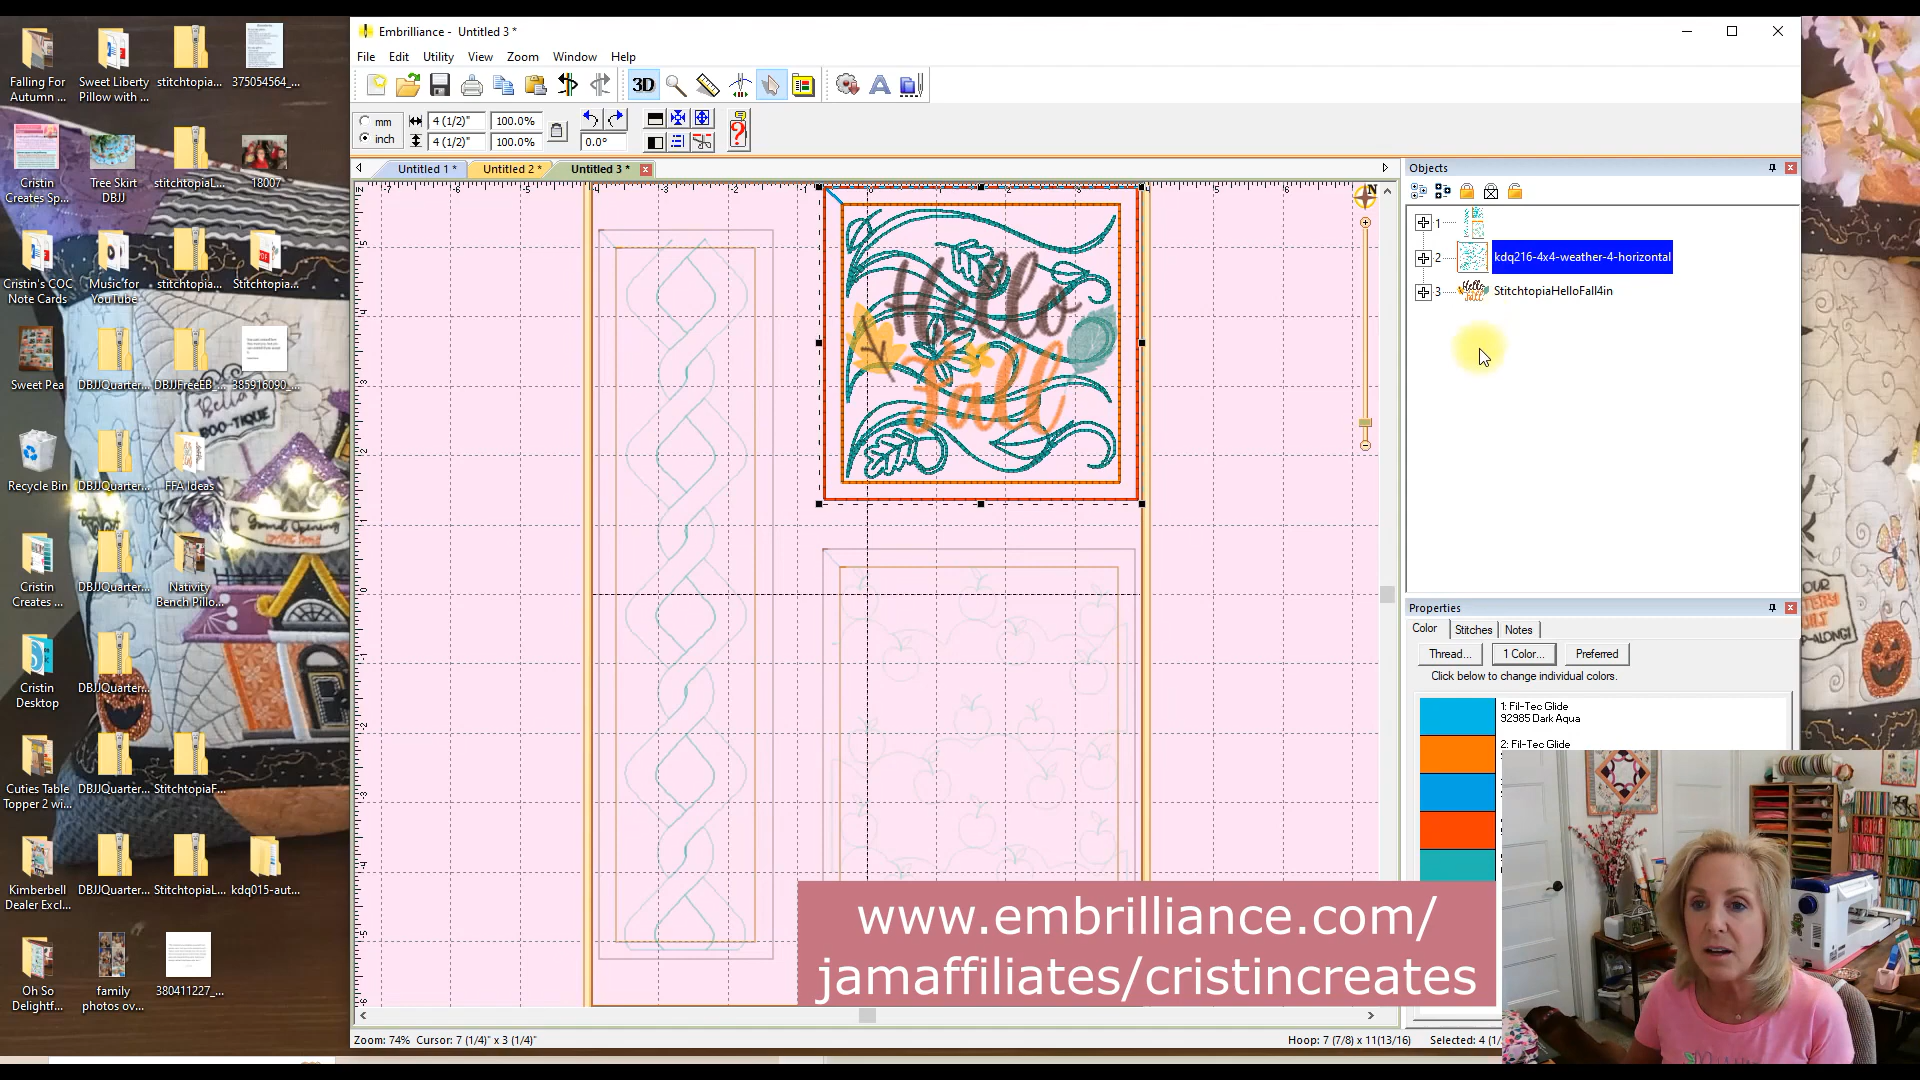 Embrilliance - Untitled 3 *
File Edit Utility View Zoom Window Help
3D
mm
inch
4 (1/2)" 100.0%
4 (1/2)" 100.0%
0.0°
Untitled 1 * Untitled 2 * Untitled 3 *
Objects
1
2 kdq216-4x4-weather-4-horizontal
3 StitchtopiaHelloFall4in
N
Hello
Fall
Properties
Color Stitches Notes
Thread... 1 Color... Preferred
Click below to change individual colors.
1: Fil-Tec Glide
92985 Dark Aqua
2: Fil-Tec Glide
www.embrilliance.com/
jamaffiliates/cristincreates
Zoom: 74% Cursor: 7 (1/4)" x 3 (1/4)"
Hoop: 7 (7/8) x 11(13/16) Selected: 4 (1/
Falling For
Autumn ...
Sweet Liberty
Pillow with ...
stitchtopia...
375054564_...
Cristin
Creates Sp...
Tree Skirt
DBJJ
stitchtopiaL...
18007
Cristin's COC
Note Cards
Music for
YouTube
stitchtopia...
Stitchtopia...
Sweet Pea
DBJJQuarter...
DBJJFreeEB_...
385916090_...
Recycle Bin
DBJJQuarter...
FFA Ideas
Cristin
Creates ...
DBJJQuarter...
Nativity
Bench Pillo...
Cristin
Desktop
DBJJQuarter...
Cuties Table
Topper 2 wi...
DBJJQuarter...
StitchtopiaF...
Kimberbell
Dealer Excl...
DBJJQuarter...
StitchtopiaL...
kdq015-aut...
Oh So
Delightf...
family
photos ov...
380411227_...
Bella's
BOO-TIQUE
Grand Opening